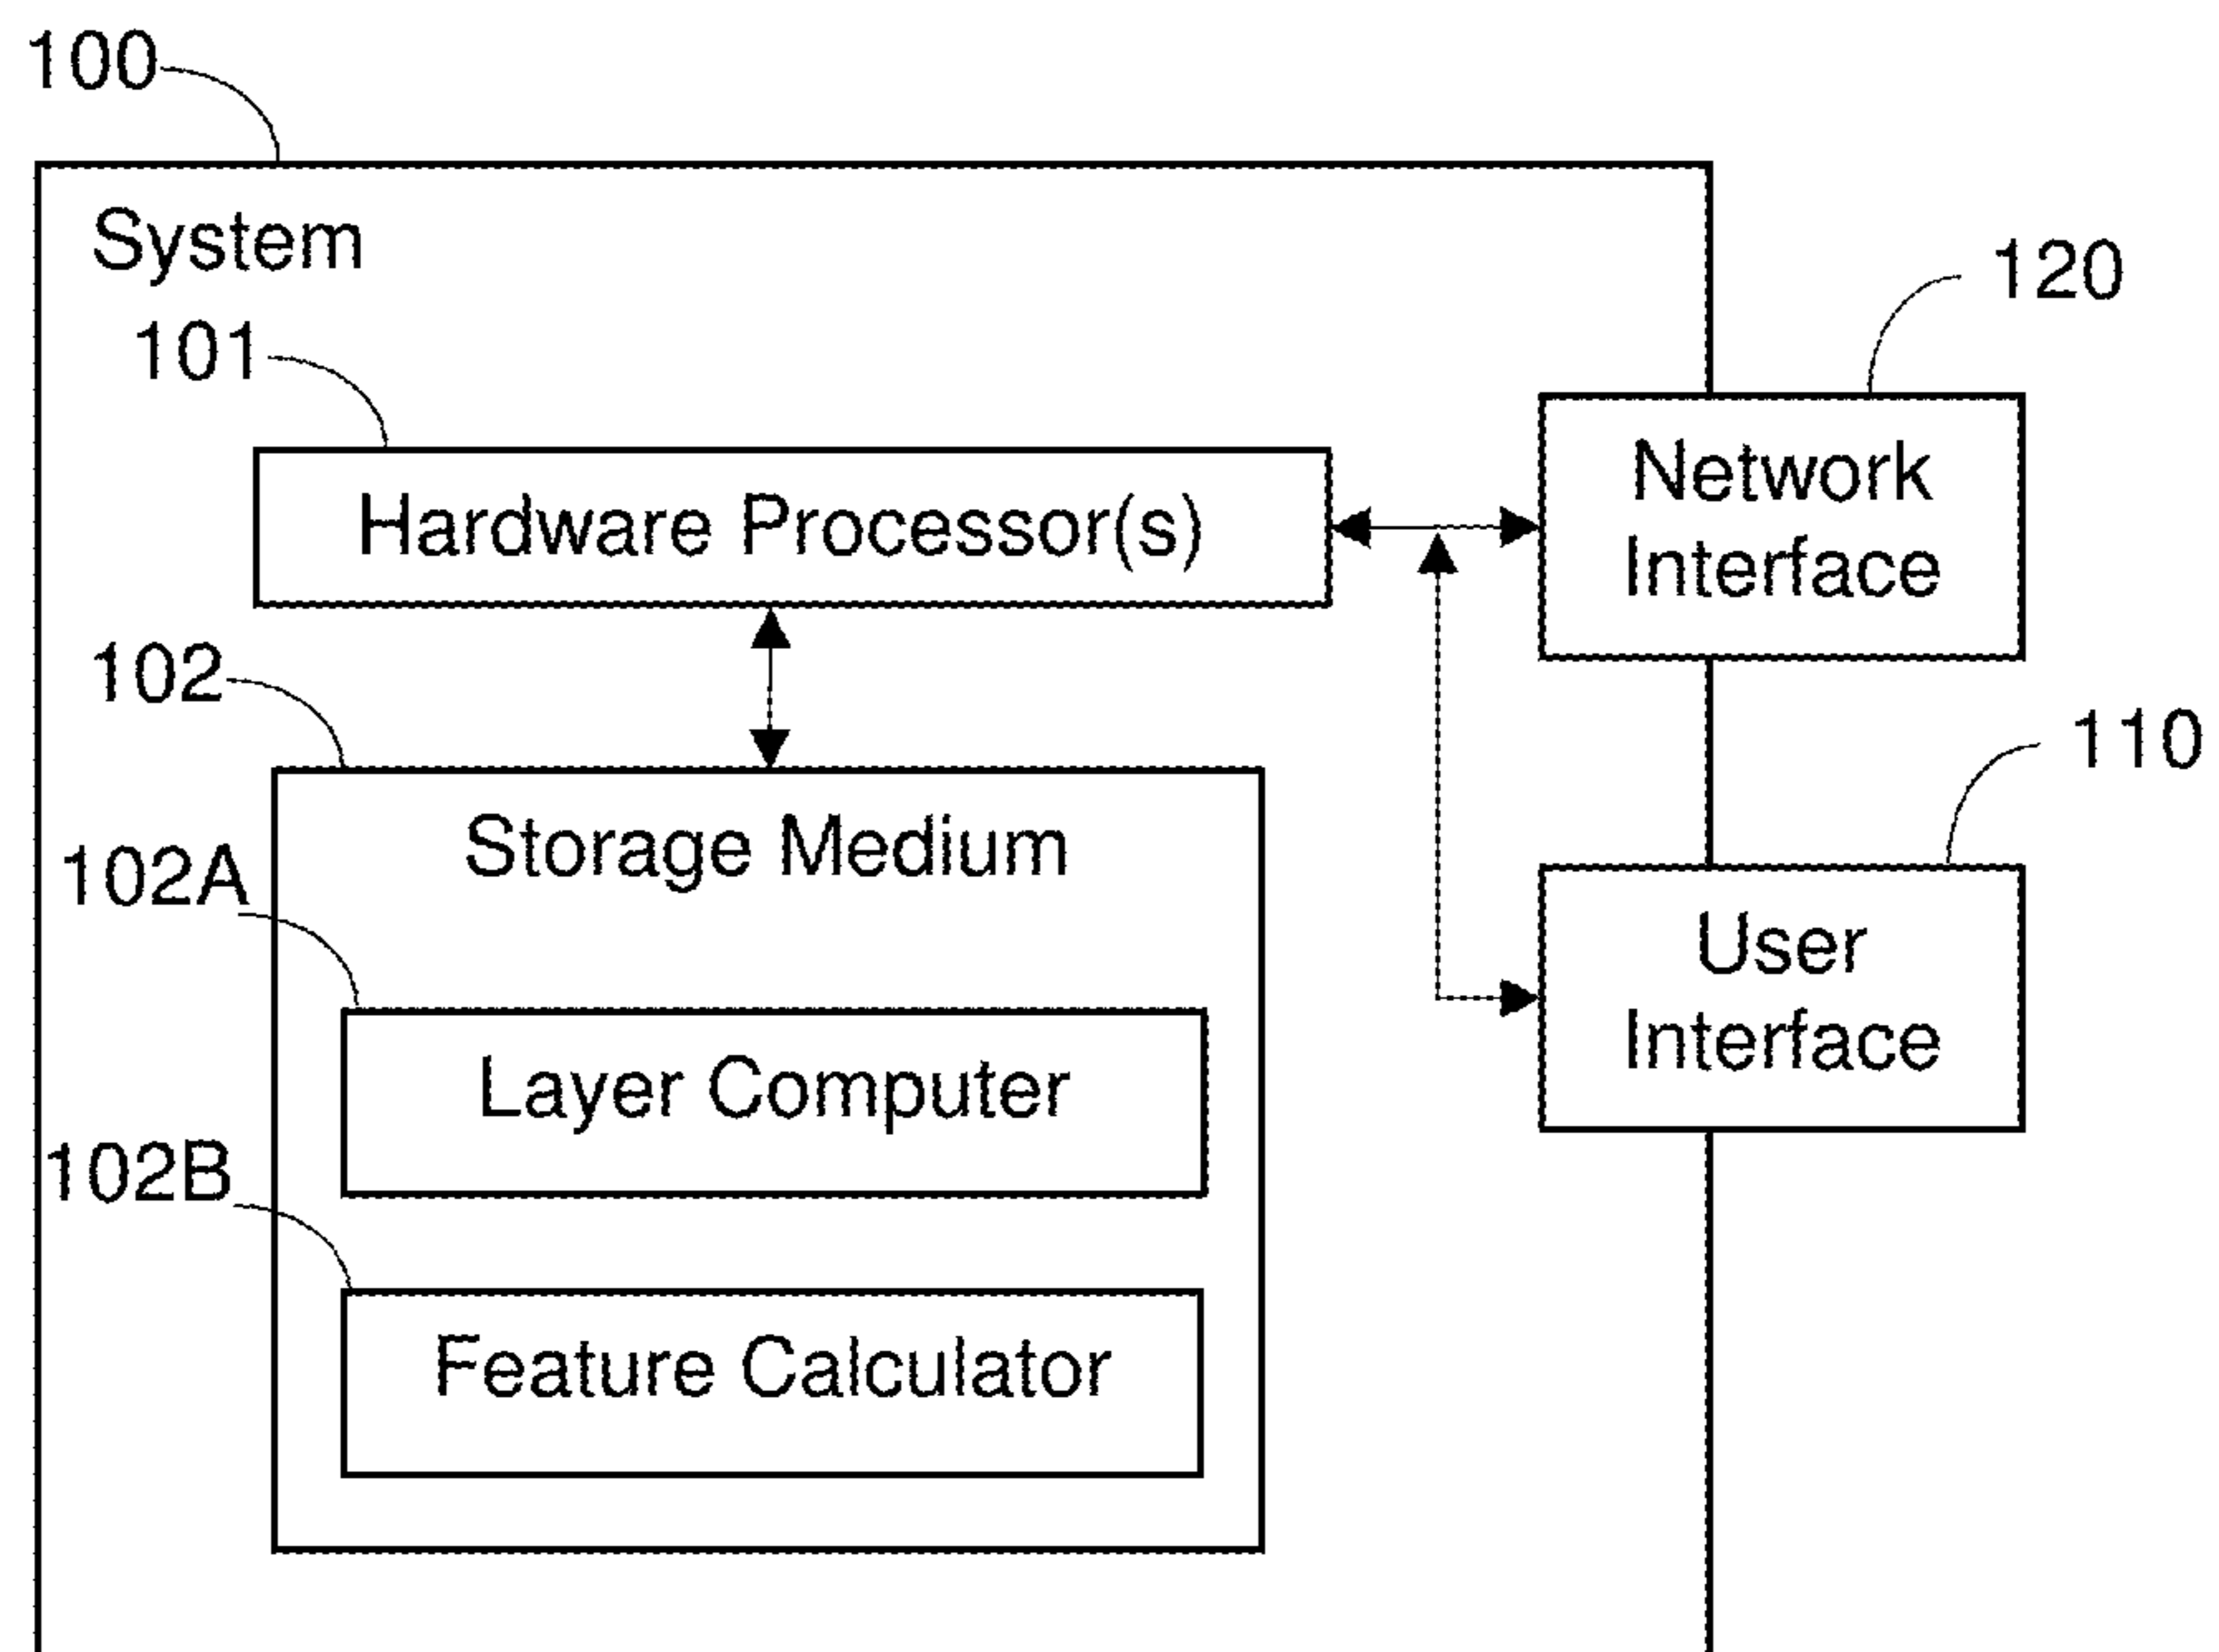 100
System
120
101
Hardware Processor(s)
Network
Interface
102
110
Storage Medium
102A
User
Interface
Layer Computer
102B
Feature Calculator